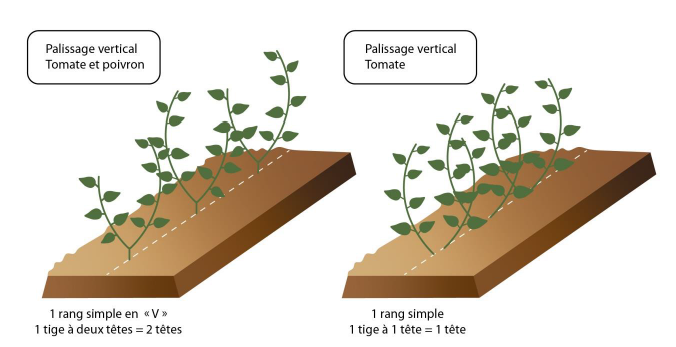 Palissage vertical
Tomate et poivron
1 rang simple en « V »
1 tige à deux têtes = 2 têtes
Palissage vertical
Tomate
1 rang simple
1 tige à 1 tête = 1 tête